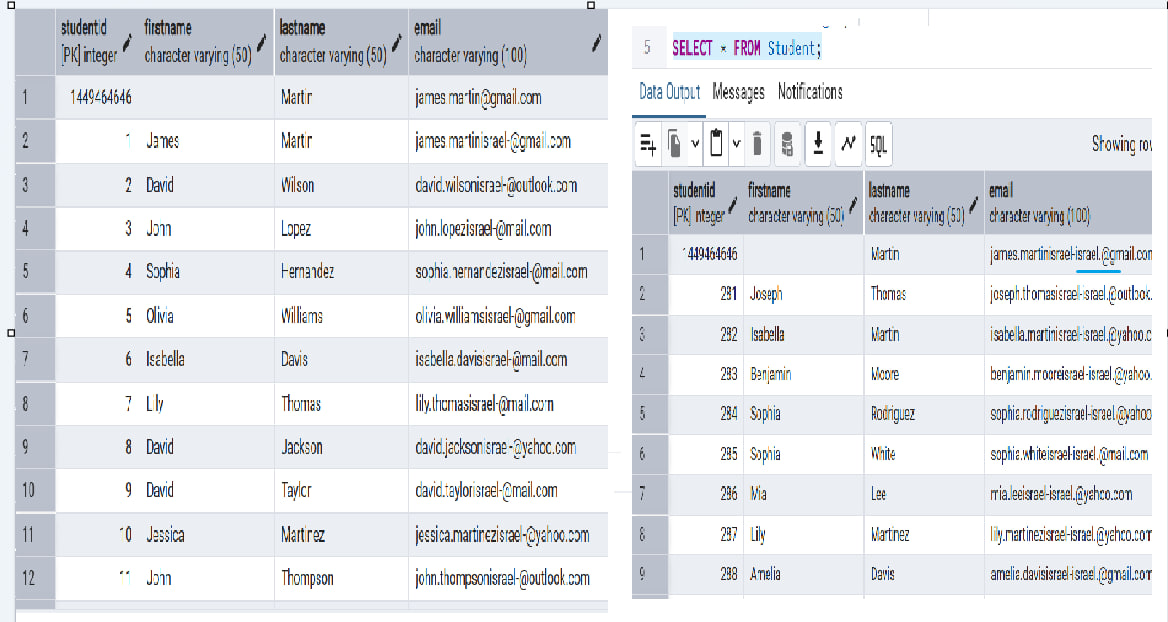 studentid firstname lastname email
[PK] integer character varying (50) character varying (50) character varying (100)
1 1449464646 Martin james.martin@gmail.com
2 1 James Martin james.martinisrael-@gmail.com
3 2 David Wilson david.wilsonisrael-@outlook.com
4 3 John Lopez john.lopezisrael-@mail.com
5 4 Sophia Hernandez sophia.hernandezisrael-@mail.com
6 5 Olivia Williams olivia.williamsisrael-@gmail.com
7 6 Isabella Davis isabella.davisisrael-@mail.com
8 7 Lily Thomas lily.thomasisrael-@mail.com
9 8 David Jackson david.jacksonisrael-@yahoo.com
10 9 David Taylor david.taylorisrael-@mail.com
11 10 Jessica Martinez jessica.martinezisrael-@yahoo.com
12 11 John Thompson john.thompsonisrael-@outlook.com
5 SELECT * FROM Student;
Data Output Messages Notifications
SQL Showing row
studentid firstname lastname email
[PK] integer character varying (50) character varying (50) character varying (100)
1 1449464646 Martin james.martinisrael-israel.@gmail.com
2 281 Joseph Thomas joseph.thomasisrael-israel.@outlook.
3 282 Isabella Martin isabella.martinisrael-israel.@yahoo.c
4 283 Benjamin Moore benjamin.mooreisrael-israel.@yahoo.
5 284 Sophia Rodriguez sophia.rodriguezisrael-israel.@yahoo
6 285 Sophia White sophia.whiteisrael-israel.@mail.com
7 286 Mia Lee mia.leeisrael-israel.@yahoo.com
8 287 Lily Martinez lily.martinezisrael-israel.@yahoo.com
9 288 Amelia Davis amelia.davisisrael-israel.@gmail.com